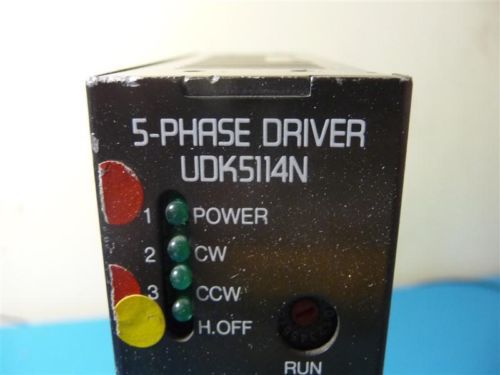 5-PHASE DRIVER
UDK5114N
1 POWER
2 CW
3 CCW
H.OFF
RUN